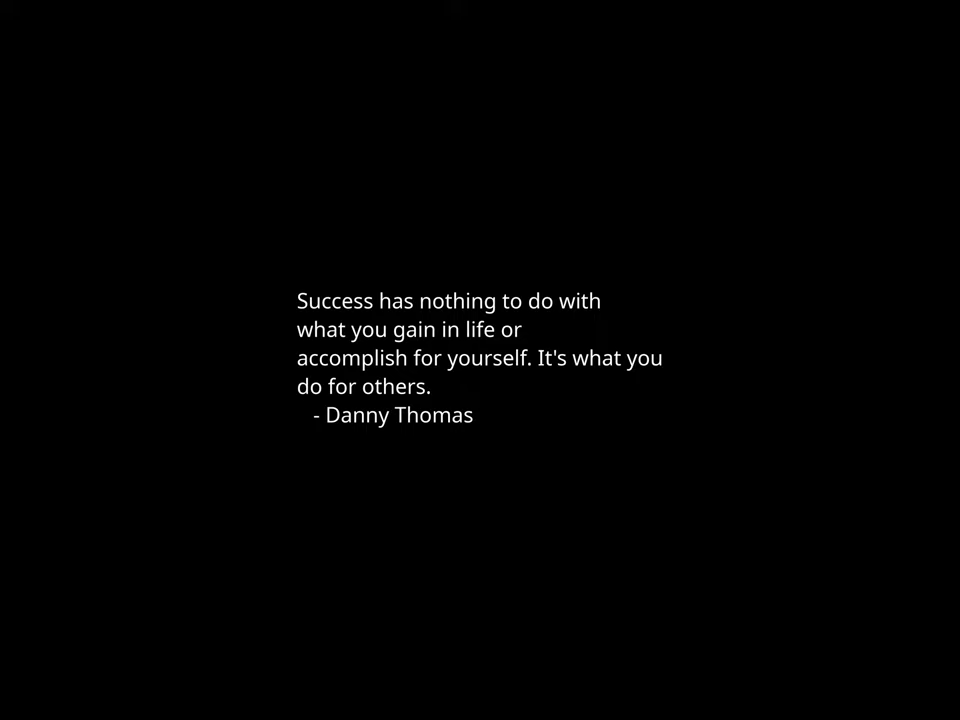 Success has nothing to do with
what you gain in life or
accomplish for yourself. It's what you
do for others.
- Danny Thomas